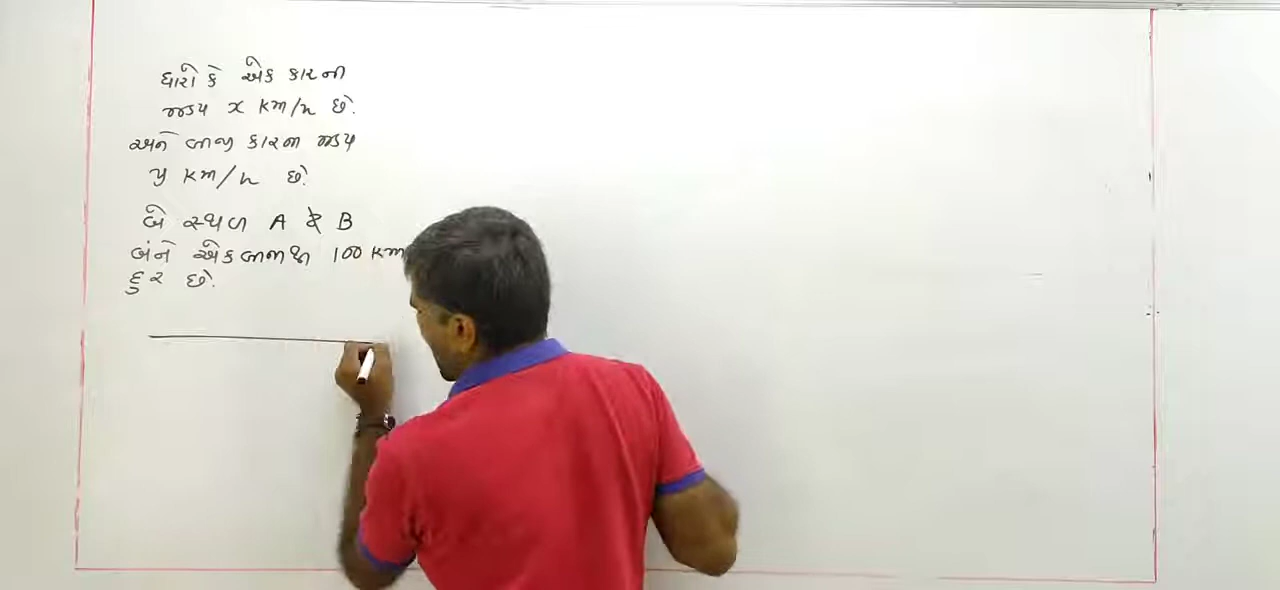 ધારો કે એક કારની
ઝડપ x km/h છે.
અને બીજી કારની ઝડપ
y km/h છે.
બે સ્થળ A & B
બંને એકબીજાથી 100 km
દુર છે.